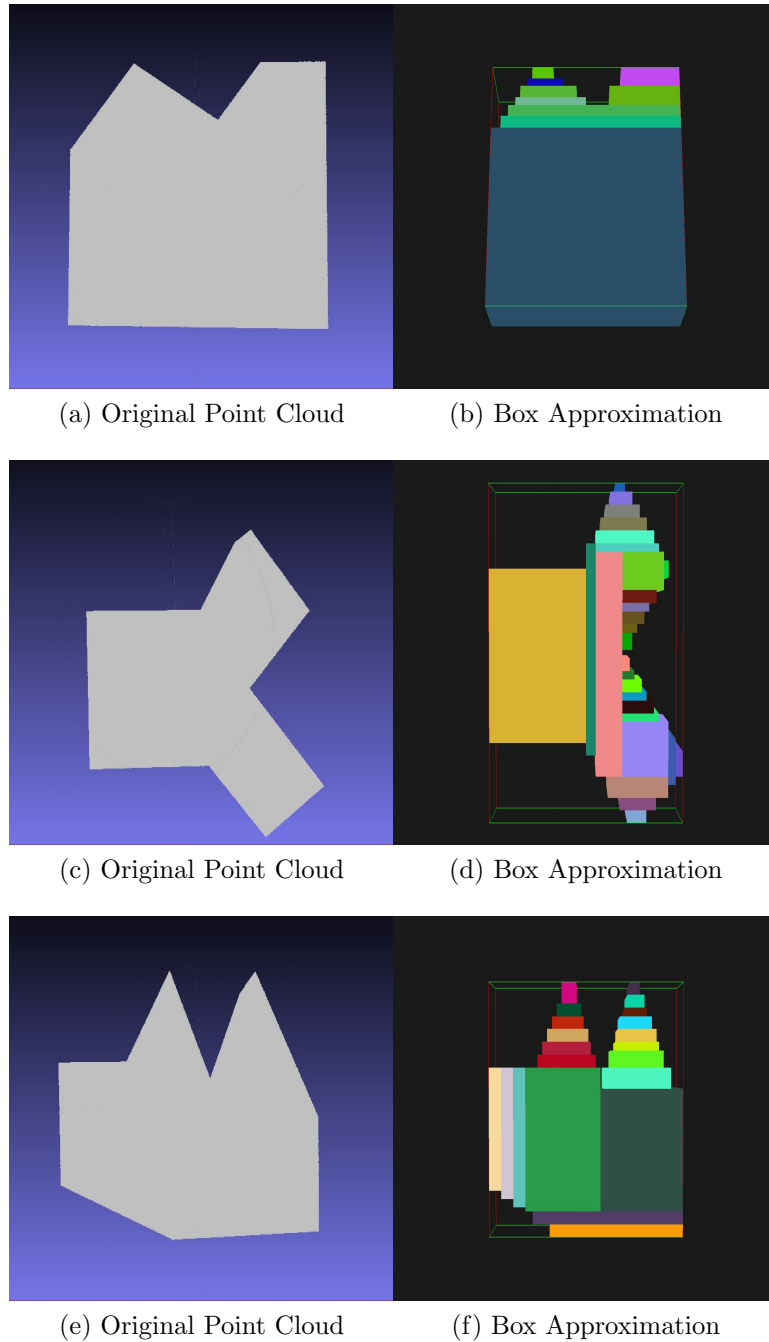 (a) Original Point Cloud
(b) Box Approximation
(c) Original Point Cloud
(d) Box Approximation
(e) Original Point Cloud
(f) Box Approximation